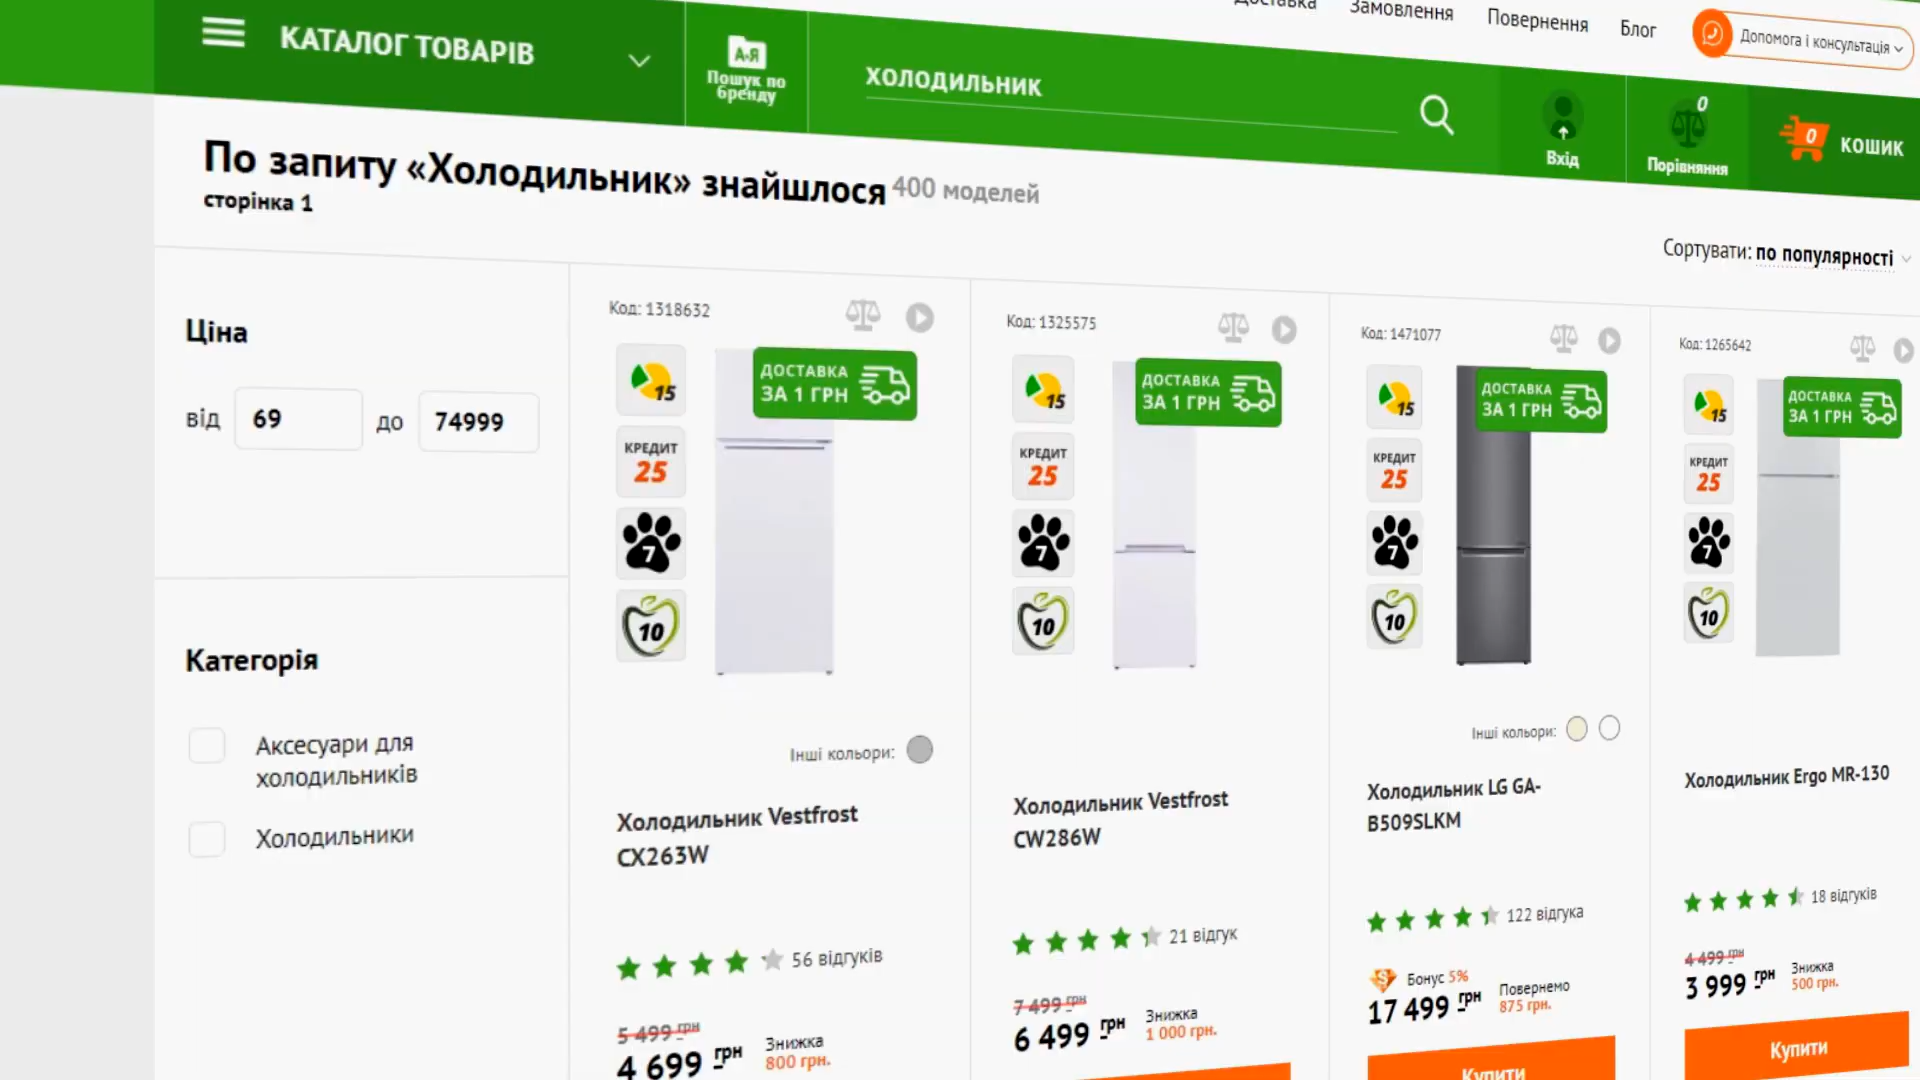 Доставка
Замовлення
Повернення
Блог
Допомога і консультація
КАТАЛОГ ТОВАРІВ
А-Я
Пошук по
бренду
холодильник
Вхід
0
Порівняння
0
КОШИК
По запиту «Холодильник» знайшлося 400 моделей
сторінка 1
Сортувати: по популярності
Ціна
від 69 до 74999
Категорія
Аксесуари для
холодильників
Холодильники
Код: 1318632
15
КРЕДИТ
25
7
10
ДОСТАВКА
ЗА 1 ГРН
Інші кольори:
Холодильник Vestfrost
CX263W
56 відгуків
5 499 грн
4 699 грн
Знижка
800 грн.
Код: 1325575
15
КРЕДИТ
25
7
10
ДОСТАВКА
ЗА 1 ГРН
Холодильник Vestfrost
CW286W
21 відгук
7 499 грн
6 499 грн
Знижка
1 000 грн.
Код: 1471077
15
КРЕДИТ
25
7
10
ДОСТАВКА
ЗА 1 ГРН
Інші кольори:
Холодильник LG GA-
B509SLKM
122 відгука
Бонус 5%
17 499 грн
Повернемо
875 грн.
Купити
Код: 1265642
15
КРЕДИТ
25
7
10
ДОСТАВКА
ЗА 1 ГРН
Холодильник Ergo MR-130
18 відгуків
4 499 грн
3 999 грн
Знижка
500 грн.
Купити